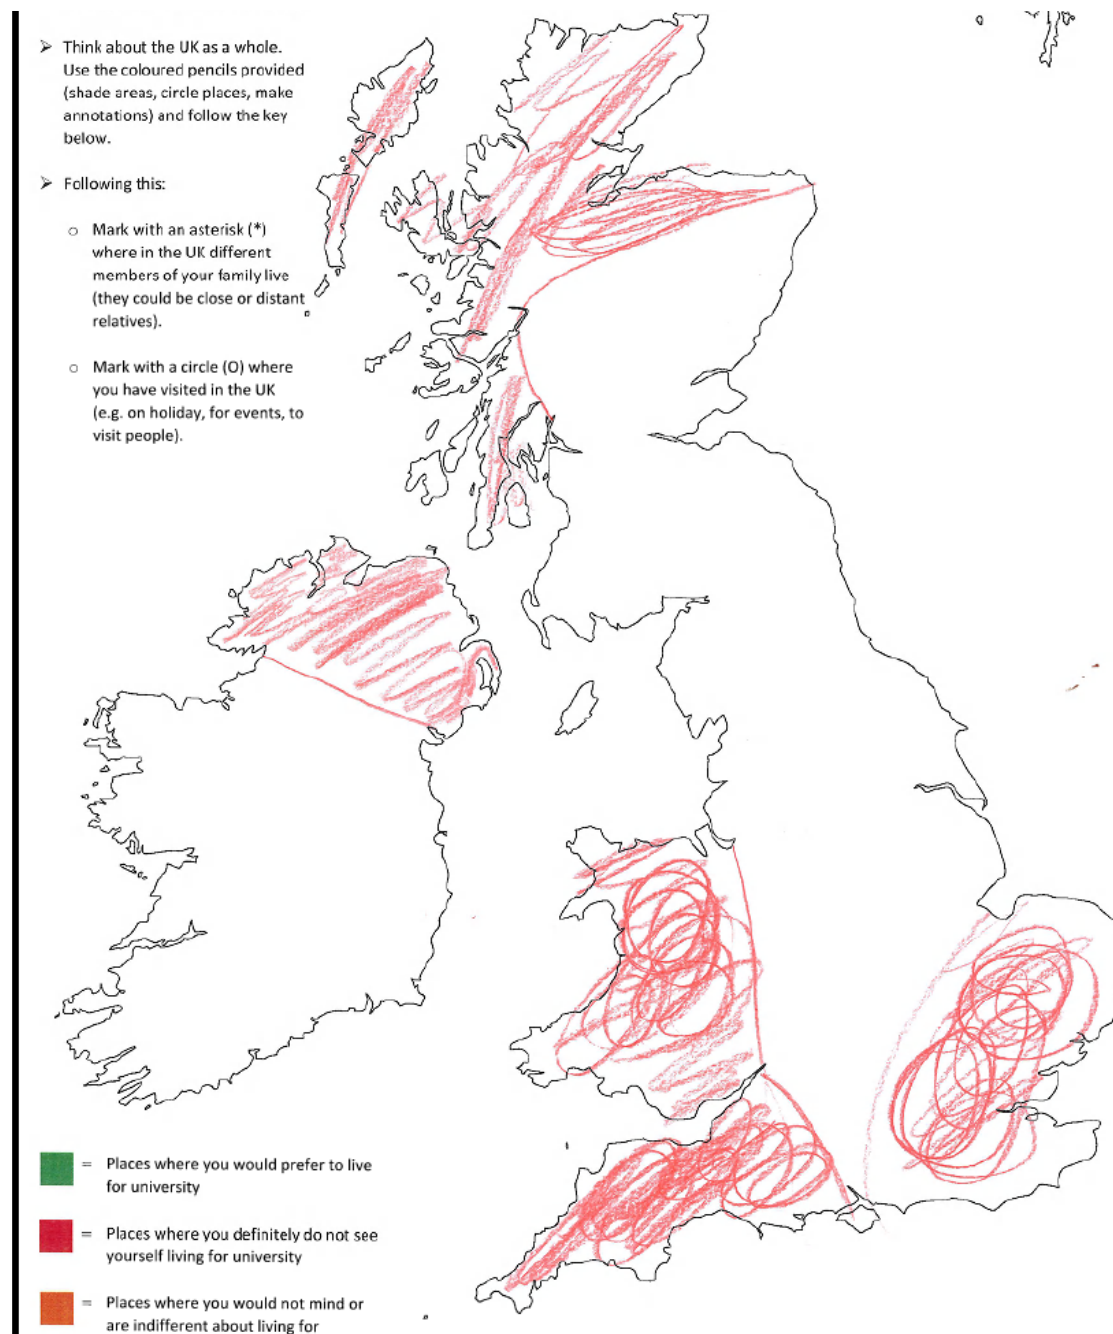 ➢ Think about the UK as a whole.
Use the coloured pencils provided
(shade areas, circle places, make
annotations) and follow the key
below.
➢ Following this:
o Mark with an asterisk (*)
where in the UK different
members of your family live
(they could be close or distant
relatives).
o Mark with a circle (O) where
you have visited in the UK
(e.g. on holiday, for events, to
visit people).
= Places where you would prefer to live
for university
= Places where you definitely do not see
yourself living for university
= Places where you would not mind or
are indifferent about living for